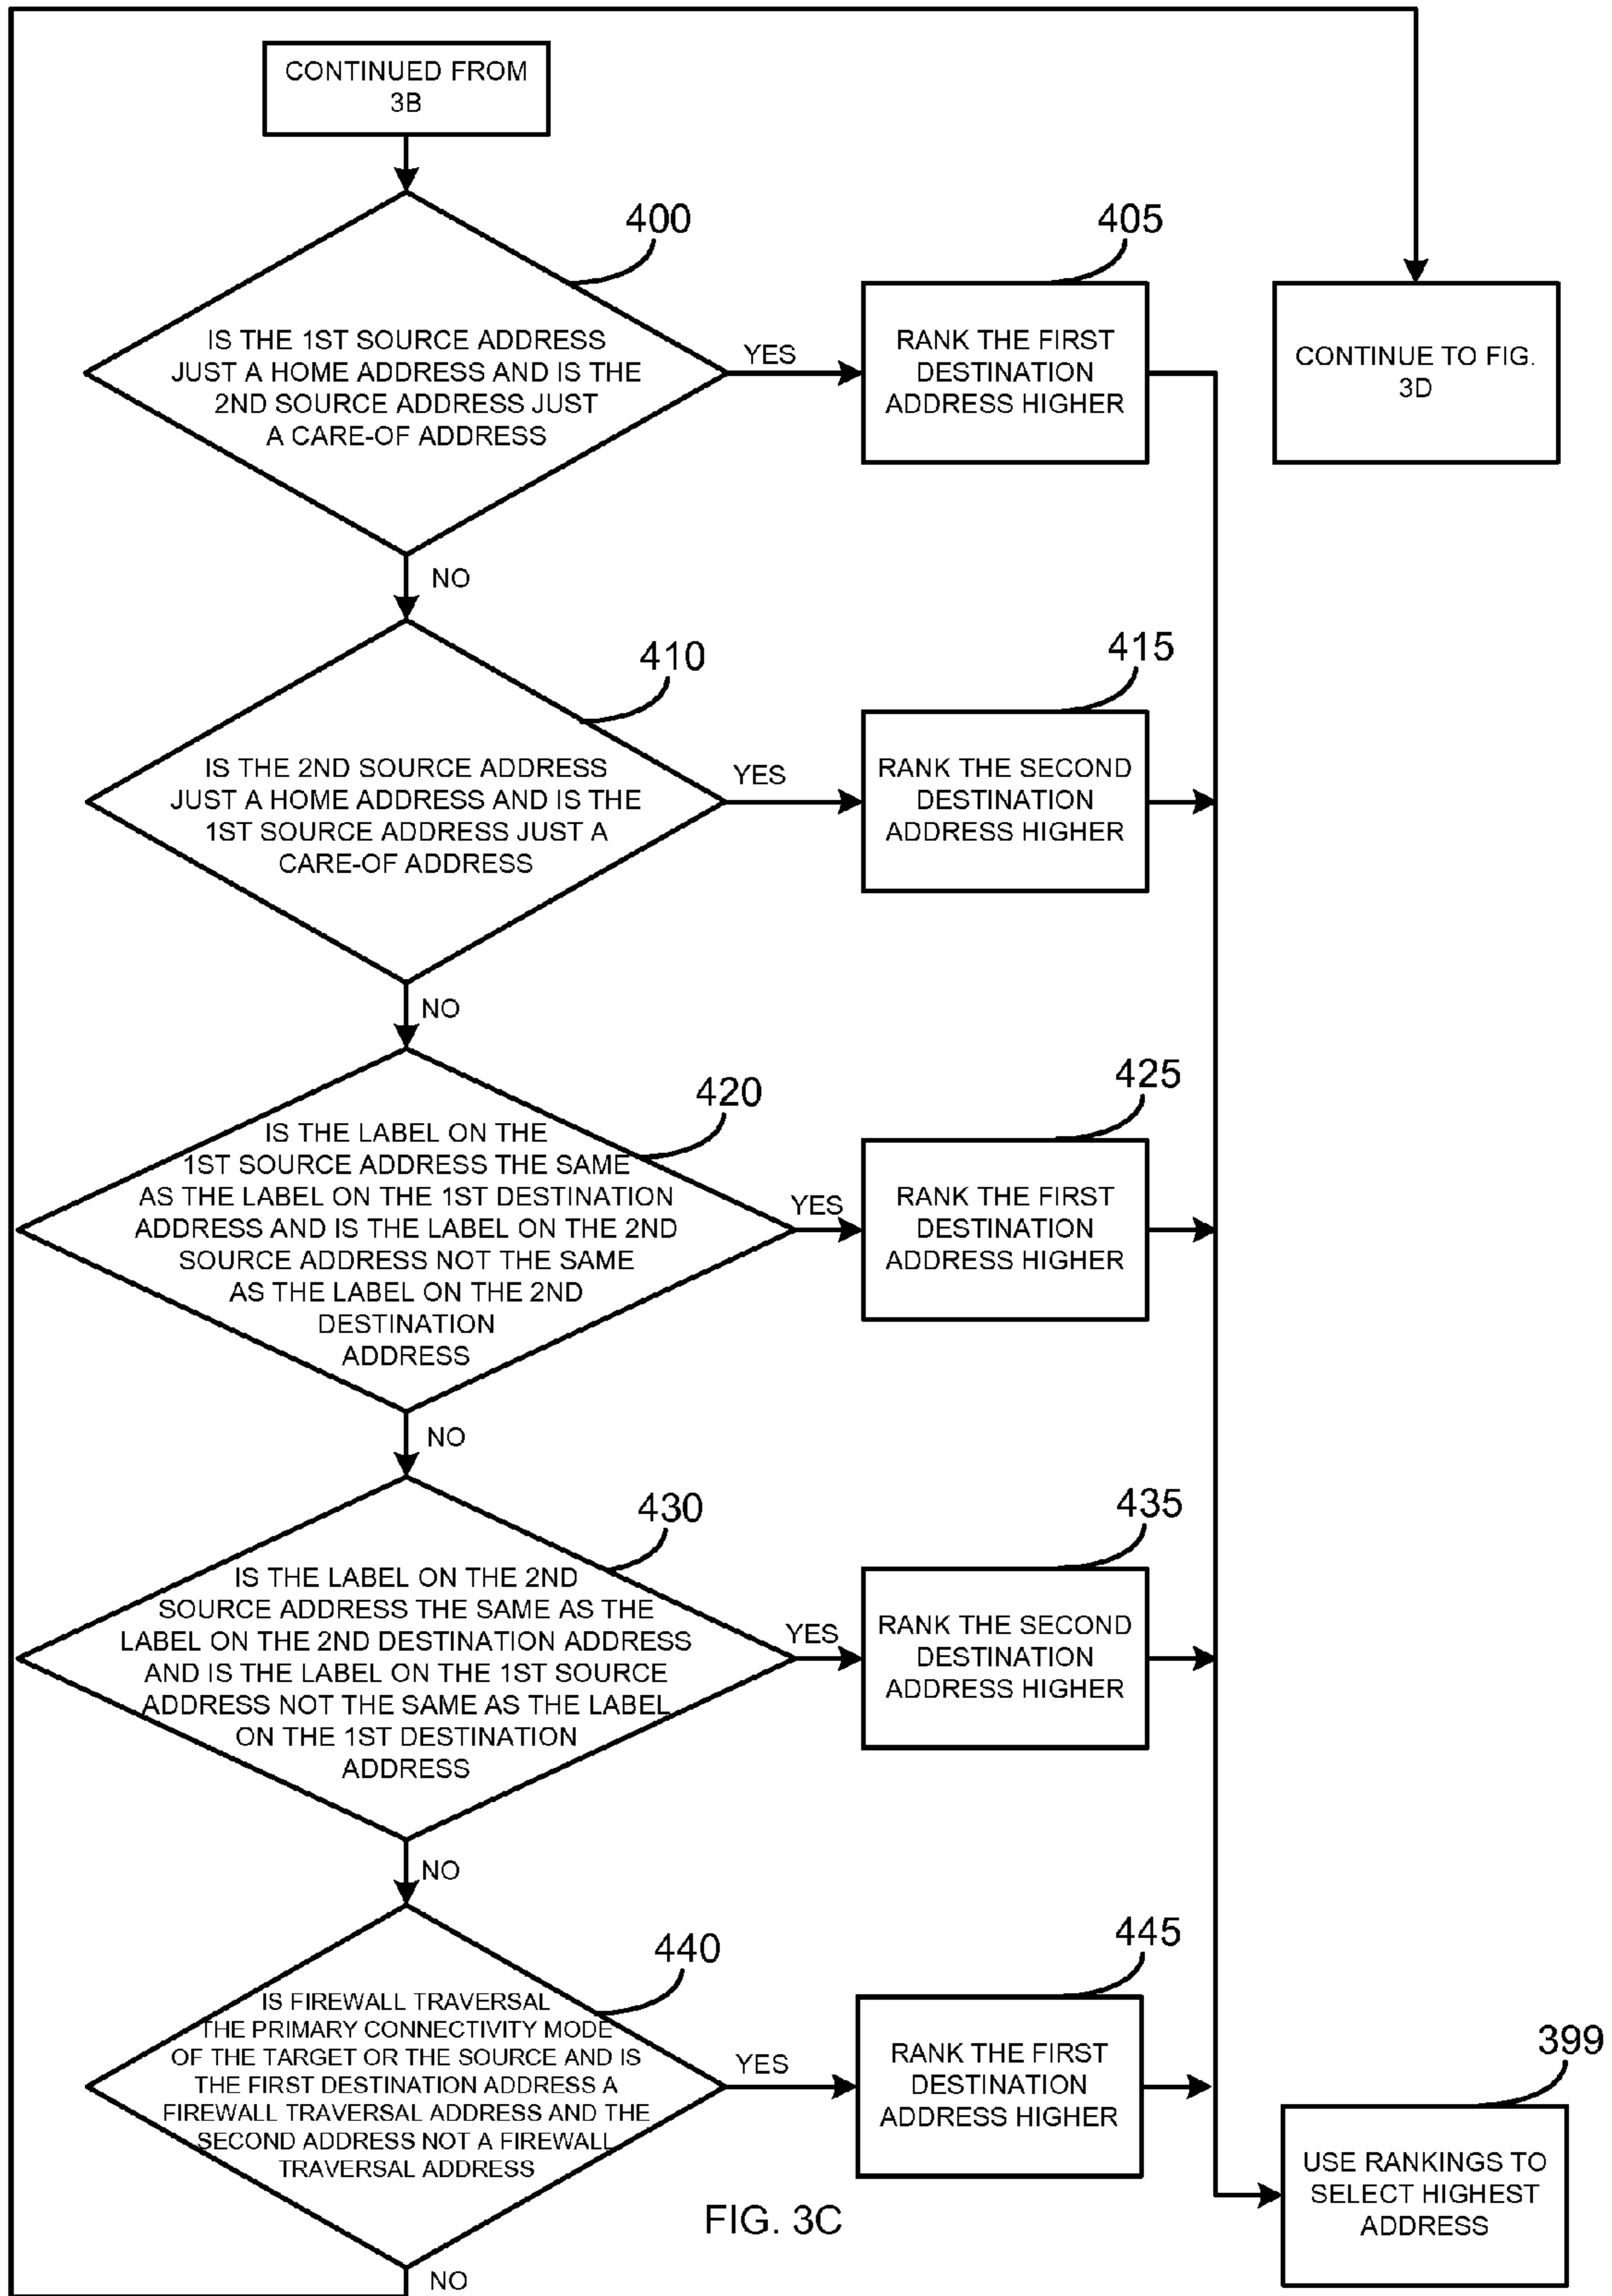 CONTINUED FROM
3B
400
405
IS THE 1ST SOURCE ADDRESS
JUST A HOME ADDRESS AND IS THE
2ND SOURCE ADDRESS JUST
A CARE-OF ADDRESS
YES
RANK THE FIRST
DESTINATION
ADDRESS HIGHER
CONTINUE TO FIG.
3D
NO
410
415
IS THE 2ND SOURCE ADDRESS
JUST A HOME ADDRESS AND IS THE
1ST SOURCE ADDRESS JUST A
CARE-OF ADDRESS
YES
RANK THE SECOND
DESTINATION
ADDRESS HIGHER
NO
420
425
IS THE LABEL ON THE
1ST SOURCE ADDRESS THE SAME
AS THE LABEL ON THE 1ST DESTINATION
ADDRESS AND IS THE LABEL ON THE 2ND
SOURCE ADDRESS NOT THE SAME
AS THE LABEL ON THE 2ND
DESTINATION
ADDRESS
YES
RANK THE FIRST
DESTINATION
ADDRESS HIGHER
NO
430
435
IS THE LABEL ON THE 2ND
SOURCE ADDRESS THE SAME AS THE
LABEL ON THE 2ND DESTINATION ADDRESS
AND IS THE LABEL ON THE 1ST SOURCE
ADDRESS NOT THE SAME AS THE LABEL
ON THE 1ST DESTINATION
ADDRESS
YES
RANK THE SECOND
DESTINATION
ADDRESS HIGHER
NO
440
445
IS FIREWALL TRAVERSAL
THE PRIMARY CONNECTIVITY MODE
OF THE TARGET OR THE SOURCE AND IS
THE FIRST DESTINATION ADDRESS A
FIREWALL TRAVERSAL ADDRESS AND THE
SECOND ADDRESS NOT A FIREWALL
TRAVERSAL ADDRESS
YES
RANK THE FIRST
DESTINATION
ADDRESS HIGHER
399
USE RANKINGS TO
SELECT HIGHEST
ADDRESS
FIG. 3C
NO